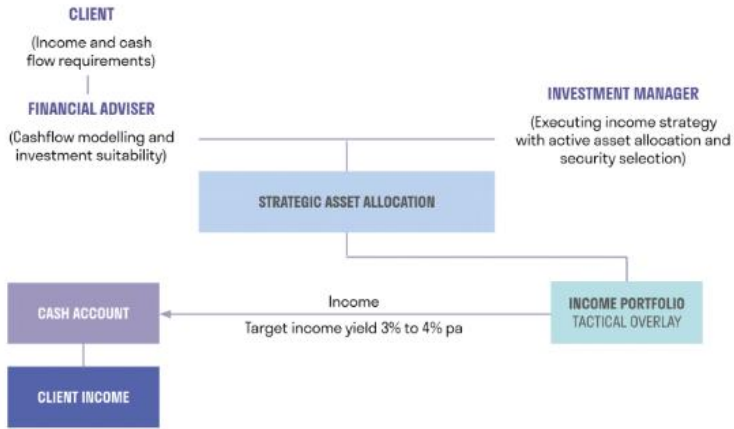 CLIENT
(Income and cash
flow requirements)
FINANCIAL ADVISER
(Cashflow modelling and
investment suitability)
INVESTMENT MANAGER
(Executing income strategy
with active asset allocation and
security selection)
STRATEGIC ASSET ALLOCATION
CASH ACCOUNT
Income
Target income yield 3% to 4% pa
INCOME PORTFOLIO
TACTICAL OVERLAY
CLIENT INCOME